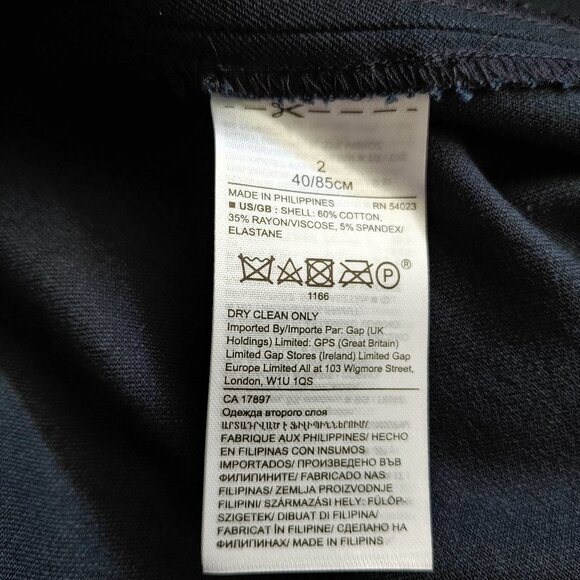 2
40/85CM
MADE IN PHILIPPINES RN 54023
■ US/GB : SHELL: 60% COTTON,
35% RAYON/VISCOSE, 5% SPANDEX/
ELASTANE
P ®
1166
DRY CLEAN ONLY
Imported By/Importe Par: Gap (UK
Holdings) Limited: GPS (Great Britain)
Limited Gap Stores (Ireland) Limited Gap
Europe Limited All at 103 Wigmore Street,
London, W1U 1QS
CA 17897
Одежда второго слоя
ԱՐՏԱԴՐՎԱԾ Է ՖԻԼԻՊԻՆՆԵՐՈՒՄ/
FABRIQUE AUX PHILIPPINES/ HECHO
EN FILIPINAS CON INSUMOS
IMPORTADOS/ ПРОИЗВЕДЕНО ВЪВ
ФИЛИПИНИТЕ/ FABRICADO NAS
FILIPINAS/ ZEMLJA PROIZVODNJE
FILIPINI/ SZÁRMAZÁSI HELY: FÜLÖP-
SZIGETEK/ DIBUAT DI FILIPINA/
FABRICAT ÎN FILIPINE/ СДЕЛАНО НА
ФИЛИПИНАХ/ MADE IN FILIPINS